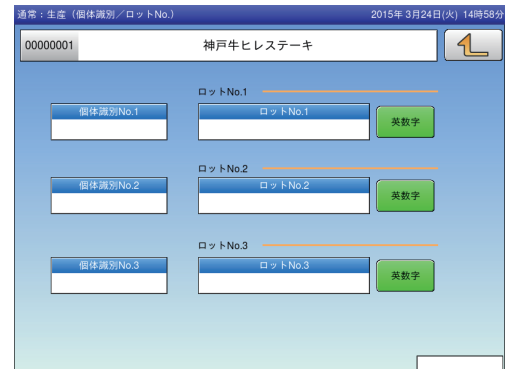 通常：生産（個体識別／ロットNo.） 2015年 3月24日(火) 14時58分
00000001 神戸牛ヒレステーキ
ロットNo.1
個体識別No.1 ロットNo.1
英数字
ロットNo.2
個体識別No.2 ロットNo.2
英数字
ロットNo.3
個体識別No.3 ロットNo.3
英数字